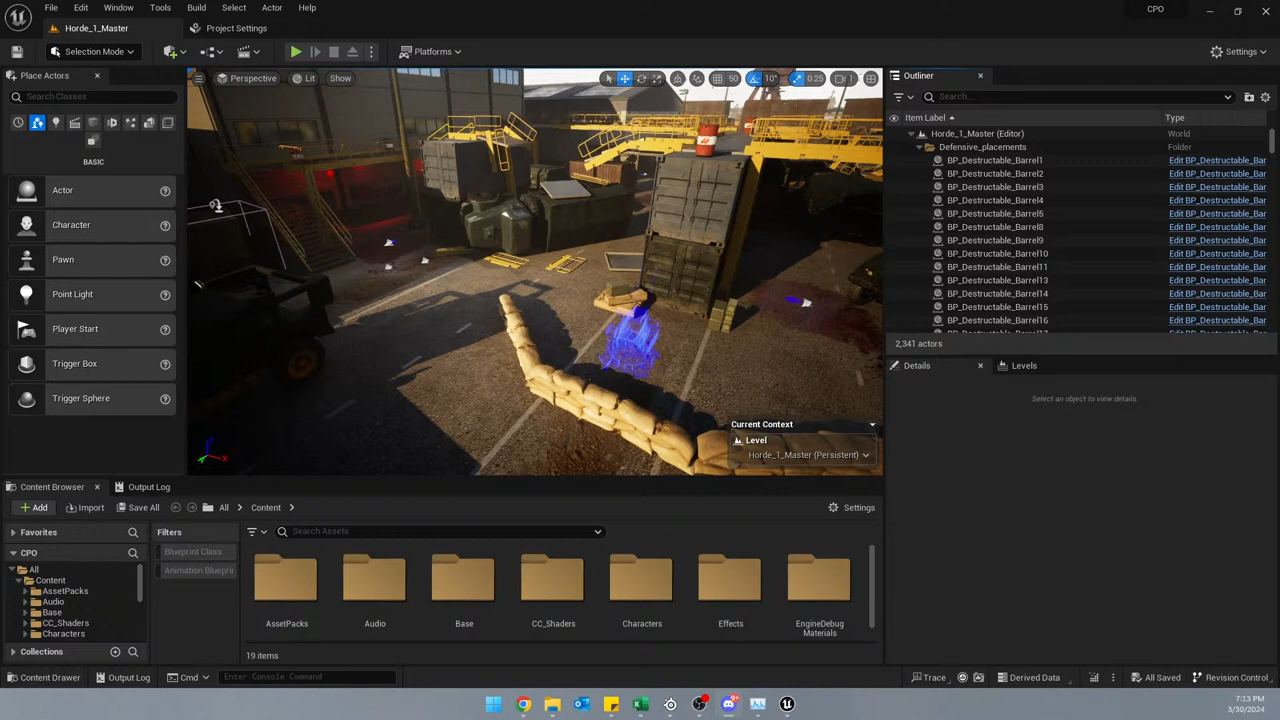 File Edit Window Tools Build Select Actor Help
CPO
Horde_1_Master
Project Settings
Selection Mode
Platforms
Settings
Place Actors
Search Classes
BASIC
Actor
Character
Pawn
Point Light
Player Start
Trigger Box
Trigger Sphere
Perspective Lit Show
50 10° 0.25 1
Current Context
Level
Horde_1_Master (Persistent)
Outliner
Search...
Item Label Type
Horde_1_Master (Editor) World
Defensive_placements Folder
BP_Destructable_Barrel1 Edit BP_Destructable_Bar
BP_Destructable_Barrel2 Edit BP_Destructable_Bar
BP_Destructable_Barrel3 Edit BP_Destructable_Bar
BP_Destructable_Barrel4 Edit BP_Destructable_Bar
BP_Destructable_Barrel5 Edit BP_Destructable_Bar
BP_Destructable_Barrel8 Edit BP_Destructable_Bar
BP_Destructable_Barrel9 Edit BP_Destructable_Bar
BP_Destructable_Barrel10 Edit BP_Destructable_Bar
BP_Destructable_Barrel11 Edit BP_Destructable_Bar
BP_Destructable_Barrel13 Edit BP_Destructable_Bar
BP_Destructable_Barrel14 Edit BP_Destructable_Bar
BP_Destructable_Barrel15 Edit BP_Destructable_Bar
BP_Destructable_Barrel16 Edit BP_Destructable_Bar
2,341 actors
Details
Levels
Select an object to view details.
Content Browser
Output Log
Add Import Save All All Content Settings
Favorites
CPO
All
Content
AssetPacks
Audio
Base
CC_Shaders
Characters
Collections
Filters
Blueprint Class
Animation Bluepri
Search Assets
AssetPacks
Audio
Base
CC_Shaders
Characters
Effects
EngineDebug
Materials
19 items
Content Drawer Output Log Cmd Enter Console Command Trace Derived Data All Saved Revision Control
7:13 PM
3/30/2024